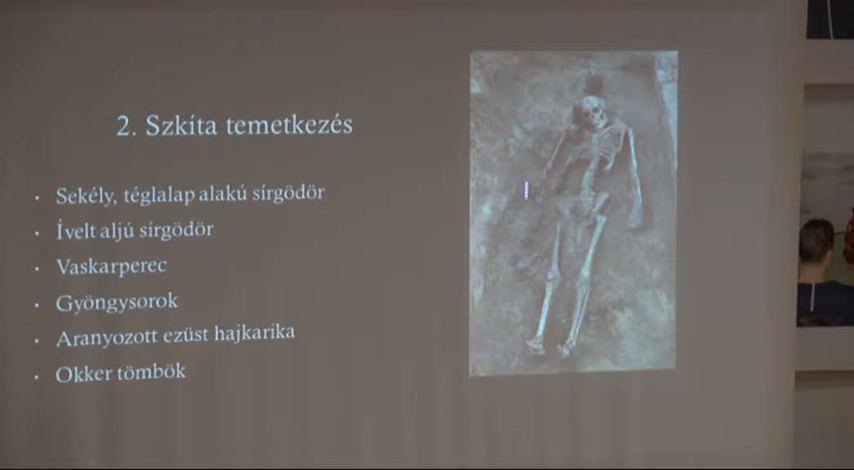 2. Szkíta temetkezés
• Sekély, téglalap alakú sírgödör
• Ívelt aljú sírgödör
• Vaskarperec
• Gyöngysorok
• Aranyozott ezüst hajkarika
• Okker tömbök